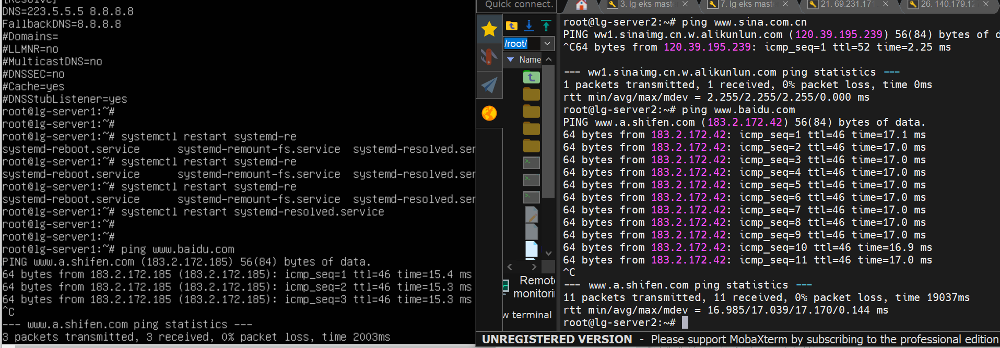 [Resolve]
DNS=223.5.5.5 8.8.8.8
FallbackDNS=8.8.8.8
#Domains=
#LLMNR=no
#MulticastDNS=no
#DNSSEC=no
#Cache=yes
#DNSStubListener=yes
root@lg-server1:~#
root@lg-server1:~#
root@lg-server1:~# systemctl restart systemd-re
systemd-reboot.service      systemd-remount-fs.service  systemd-resolved.ser
root@lg-server1:~# systemctl restart systemd-re
systemd-reboot.service      systemd-remount-fs.service  systemd-resolved.ser
root@lg-server1:~# systemctl restart systemd-re
systemd-reboot.service      systemd-remount-fs.service  systemd-resolved.ser
root@lg-server1:~# systemctl restart systemd-resolved.service
root@lg-server1:~#
root@lg-server1:~#
root@lg-server1:~# ping www.baidu.com
PING www.a.shifen.com (183.2.172.185) 56(84) bytes of data.
64 bytes from 183.2.172.185 (183.2.172.185): icmp_seq=1 ttl=46 time=15.4 ms
64 bytes from 183.2.172.185 (183.2.172.185): icmp_seq=2 ttl=46 time=15.3 ms
64 bytes from 183.2.172.185 (183.2.172.185): icmp_seq=3 ttl=46 time=15.3 ms
^C
--- www.a.shifen.com ping statistics ---
3 packets transmitted, 3 received, 0% packet loss, time 2003ms
Quick connect.
/root/
Name
Remote
monitorin
w terminal
3. lg-eks-maste
7. lg-eks-maste
21. 69.231.171
26. 140.179.12
root@lg-server2:~# ping www.sina.com.cn
PING ww1.sinaimg.cn.w.alikunlun.com (120.39.195.239) 56(84) bytes of d
^C64 bytes from 120.39.195.239: icmp_seq=1 ttl=52 time=2.25 ms
--- ww1.sinaimg.cn.w.alikunlun.com ping statistics ---
1 packets transmitted, 1 received, 0% packet loss, time 0ms
rtt min/avg/max/mdev = 2.255/2.255/2.255/0.000 ms
root@lg-server2:~# ping www.baidu.com
PING www.a.shifen.com (183.2.172.42) 56(84) bytes of data.
64 bytes from 183.2.172.42: icmp_seq=1 ttl=46 time=17.1 ms
64 bytes from 183.2.172.42: icmp_seq=2 ttl=46 time=17.0 ms
64 bytes from 183.2.172.42: icmp_seq=3 ttl=46 time=17.0 ms
64 bytes from 183.2.172.42: icmp_seq=4 ttl=46 time=17.0 ms
64 bytes from 183.2.172.42: icmp_seq=5 ttl=46 time=17.0 ms
64 bytes from 183.2.172.42: icmp_seq=6 ttl=46 time=17.0 ms
64 bytes from 183.2.172.42: icmp_seq=7 ttl=46 time=17.0 ms
64 bytes from 183.2.172.42: icmp_seq=8 ttl=46 time=17.0 ms
64 bytes from 183.2.172.42: icmp_seq=9 ttl=46 time=17.0 ms
64 bytes from 183.2.172.42: icmp_seq=10 ttl=46 time=16.9 ms
64 bytes from 183.2.172.42: icmp_seq=11 ttl=46 time=17.0 ms
^C
--- www.a.shifen.com ping statistics ---
11 packets transmitted, 11 received, 0% packet loss, time 19037ms
rtt min/avg/max/mdev = 16.985/17.039/17.170/0.144 ms
root@lg-server2:~#
UNREGISTERED VERSION - Please support MobaXterm by subscribing to the professional edition